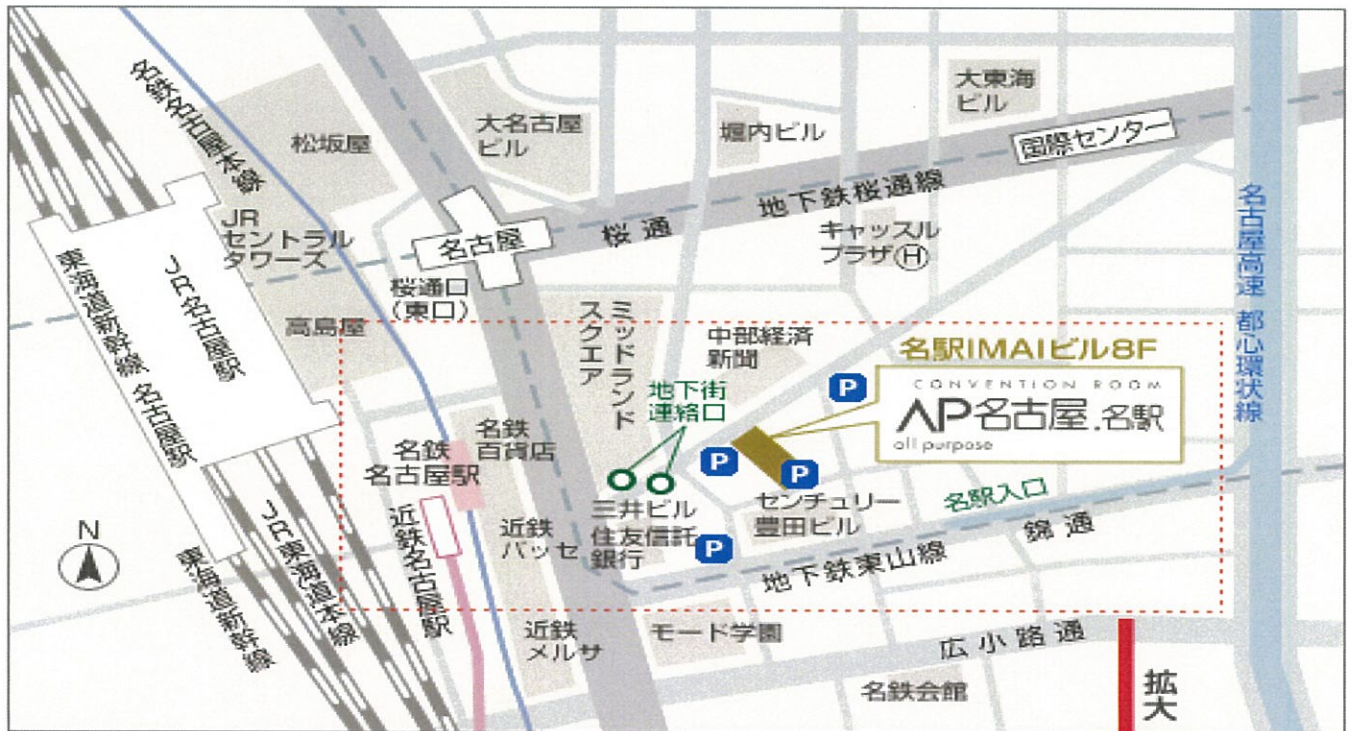 名鉄名古屋本線
松坂屋
大名古屋
ビル
堀内ビル
大東海
ビル
国際センター
地下鉄桜通線
桜通
名古屋
JR
セントラル
タワーズ
桜通口
(東口)
キャッスル
プラザ H
名古屋高速 都心環状線
JR名古屋駅
東海道新幹線 名古屋駅
高島屋
ミッドランド
スクエア
中部経済
新聞
名駅IMAIビル8F
CONVENTION ROOM
AP名古屋.名駅
all purpose
P
地下街
連絡口
名鉄
百貨店
名鉄
名古屋駅
P
P
名駅入口
センチュリー
豊田ビル
三井ビル
住友信託
銀行
P
近鉄
パッセ
近鉄名古屋駅
錦通
地下鉄東山線
N
JR東海道本線
東海道新幹線
近鉄
メルサ
モード学園
広小路通
名鉄会館
拡大